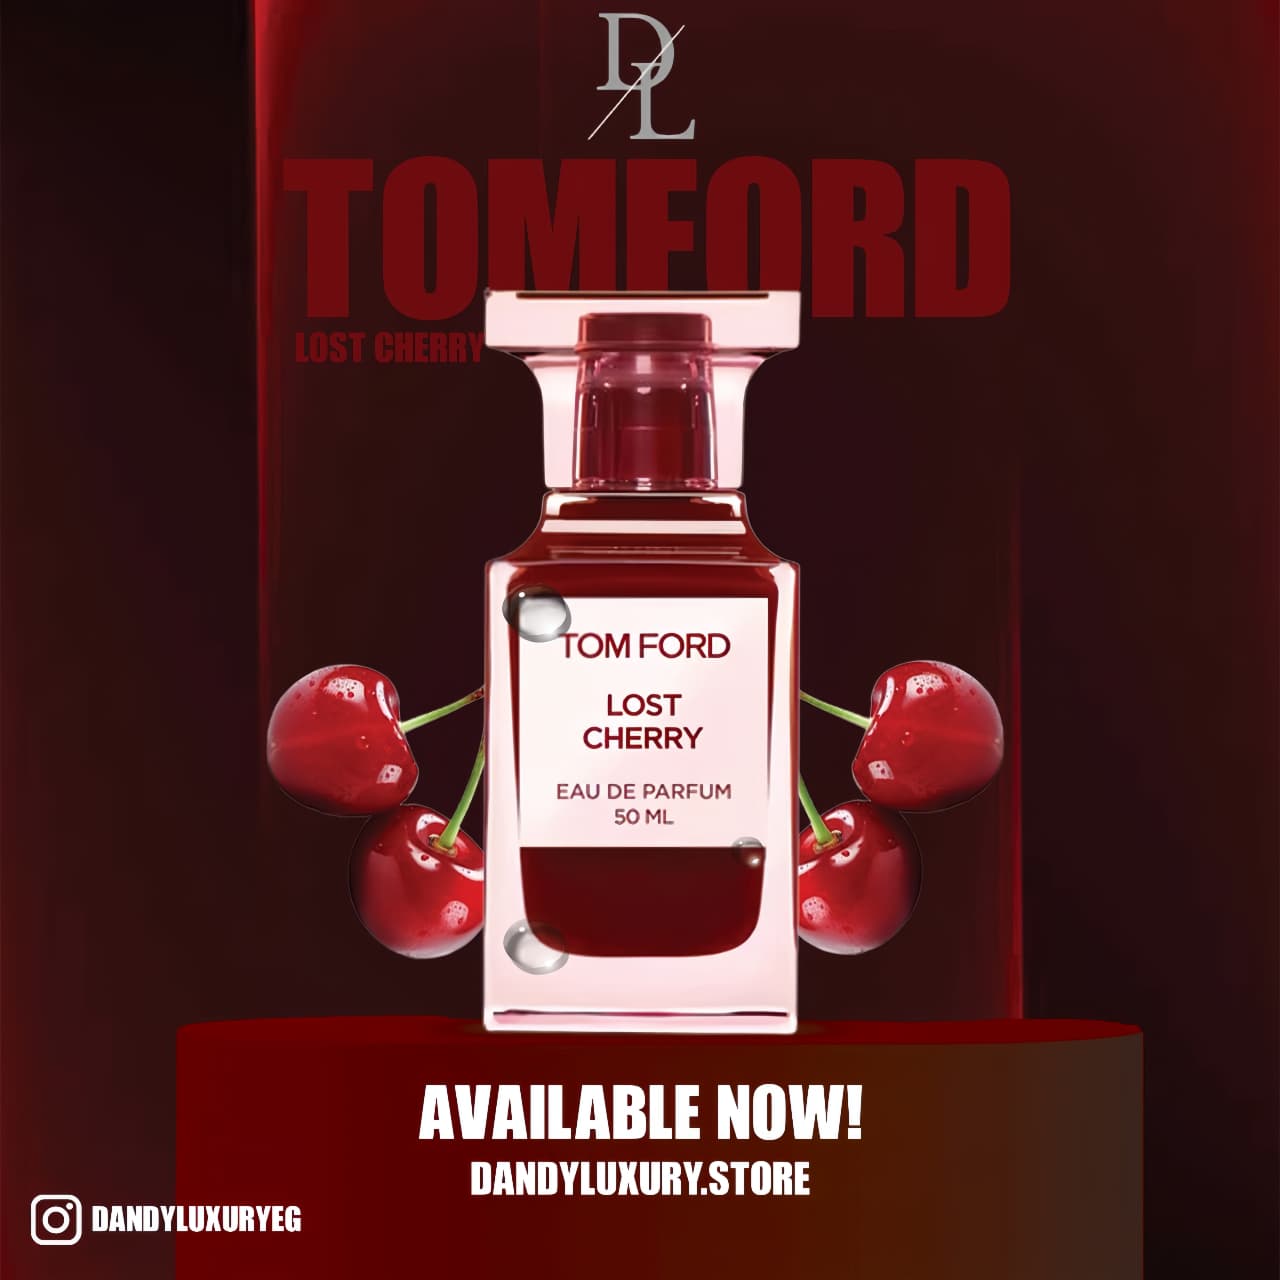 DL
TOMFORD
LOST CHERRY
TOM FORD
LOST
CHERRY
EAU DE PARFUM
50 ML
AVAILABLE NOW!
DANDYLUXURY.STORE
DANDYLUXURYEG